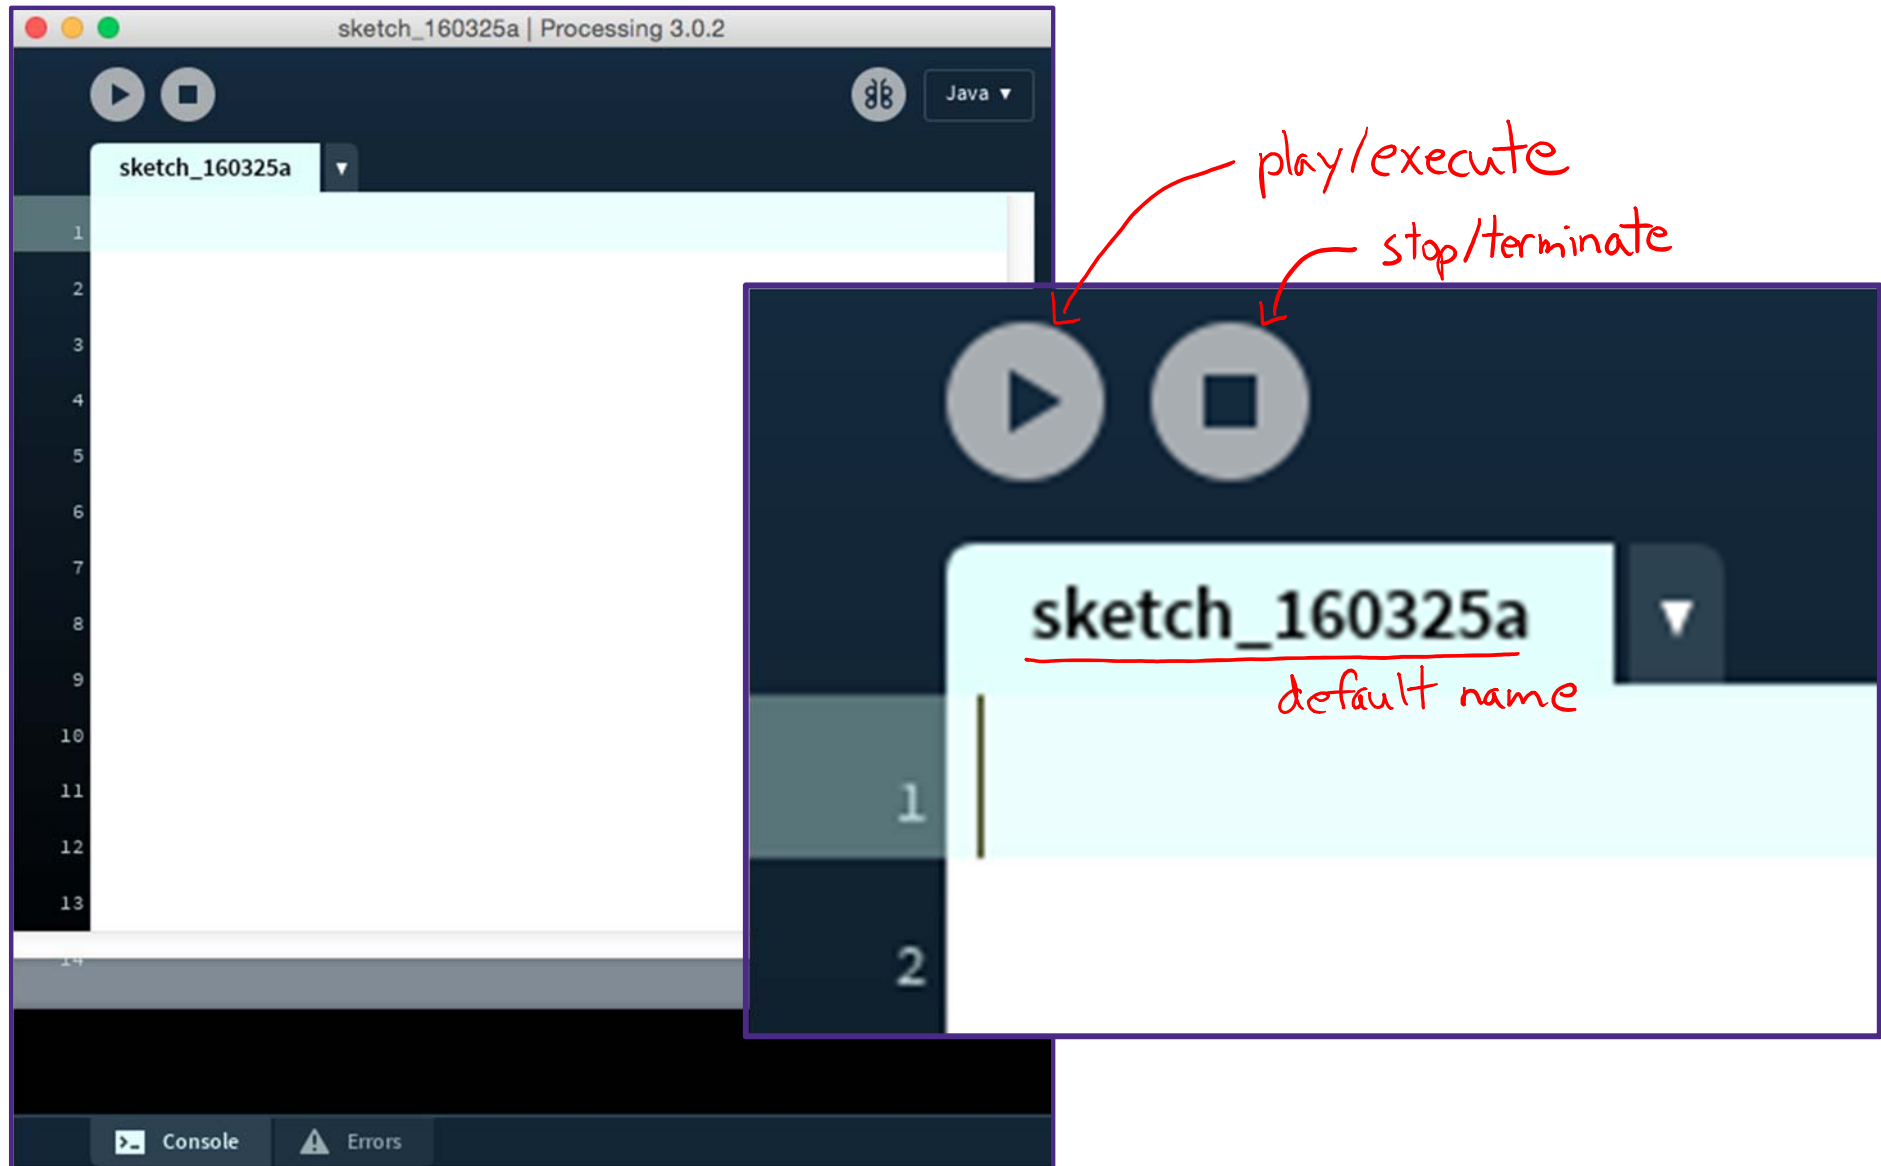 sketch_160325a | Processing 3.0.2
Java ▼
sketch_160325a ▼
1
2
3
4
5
6
7
8
9
10
11
12
13
14
Console
Errors
play/execute
stop/terminate
sketch_160325a ▼
default name
1
2